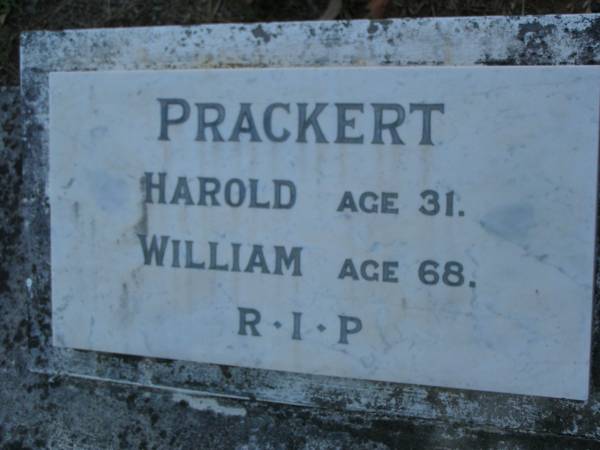 PRACKERT
HAROLD AGE 31.
WILLIAM AGE 68.
R·I·P